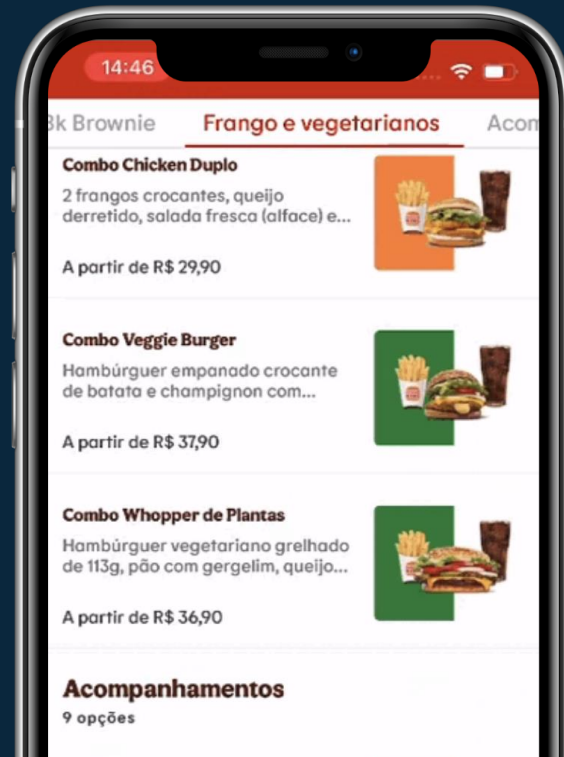 14:46
3k Brownie Frango e vegetarianos Acom
Combo Chicken Duplo
2 frangos crocantes, queijo
derretido, salada fresca (alface) e...
A partir de R$ 29,90
Combo Veggie Burger
Hambúrguer empanado crocante
de batata e champignon com...
A partir de R$ 37,90
Combo Whopper de Plantas
Hambúrguer vegetariano grelhado
de 113g, pão com gergelim, queijo...
A partir de R$ 36,90
Acompanhamentos
9 opções